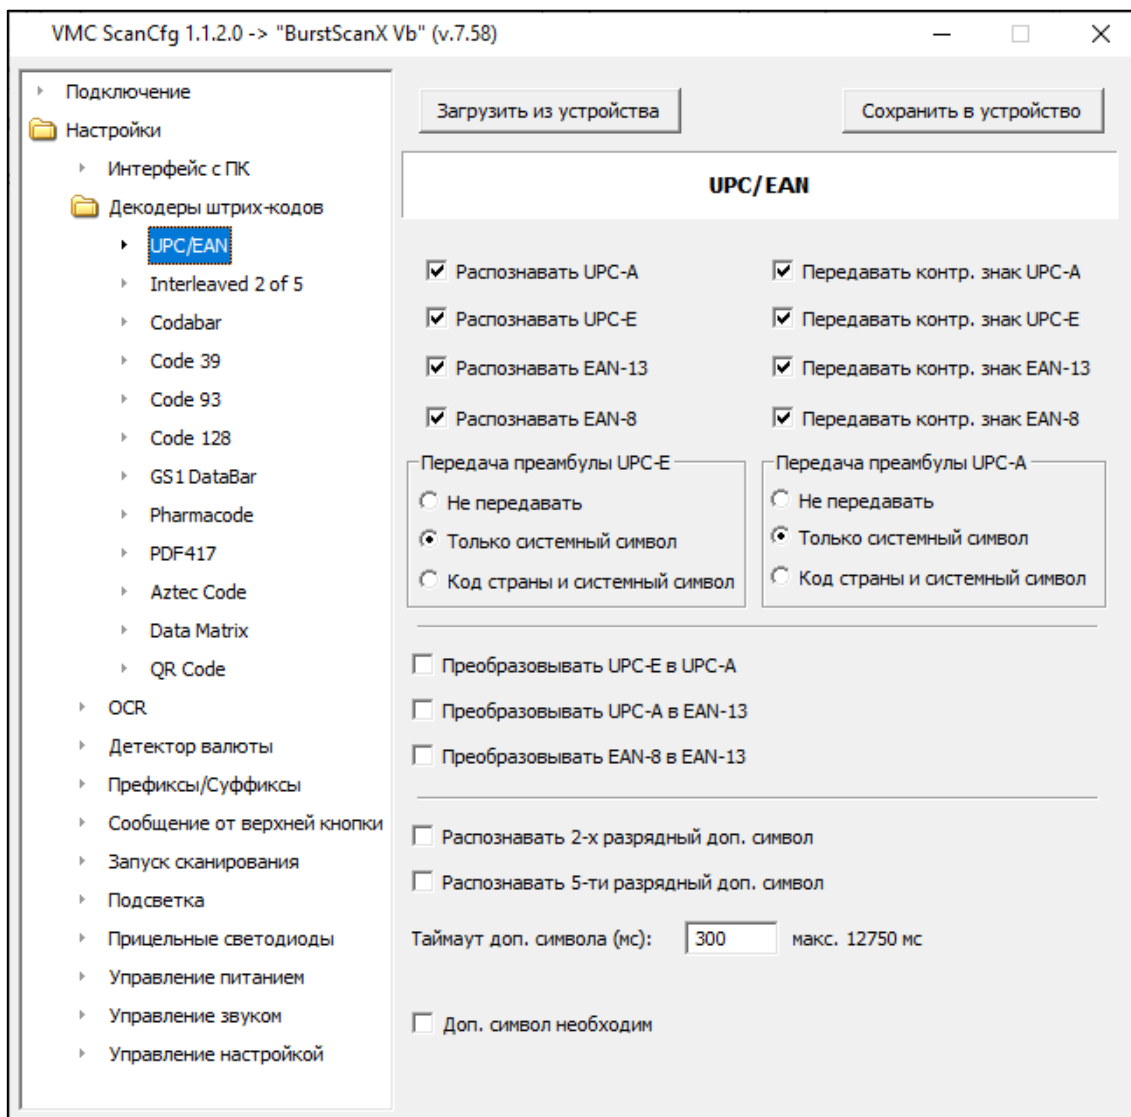 VMC ScanCfg 1.1.2.0 -> "BurstScanX Vb" (v.7.58)
Подключение
Настройки
Интерфейс с ПК
Декодеры штрих-кодов
UPC/EAN
Interleaved 2 of 5
Codabar
Code 39
Code 93
Code 128
GS1 DataBar
Pharmacode
PDF417
Aztec Code
Data Matrix
QR Code
OCR
Детектор валюты
Префиксы/Суффиксы
Сообщение от верхней кнопки
Запуск сканирования
Подсветка
Прицельные светодиоды
Управление питанием
Управление звуком
Управление настройкой
Загрузить из устройства
Сохранить в устройство
UPC/EAN
Распознавать UPC-A
Передавать контр. знак UPC-A
Распознавать UPC-E
Передавать контр. знак UPC-E
Распознавать EAN-13
Передавать контр. знак EAN-13
Распознавать EAN-8
Передавать контр. знак EAN-8
Передача преамбулы UPC-E
Не передавать
Только системный символ
Код страны и системный символ
Передача преамбулы UPC-A
Не передавать
Только системный символ
Код страны и системный символ
Преобразовывать UPC-E в UPC-A
Преобразовывать UPC-A в EAN-13
Преобразовывать EAN-8 в EAN-13
Распознавать 2-х разрядный доп. символ
Распознавать 5-ти разрядный доп. символ
Таймаут доп. символа (мс): 300 макс. 12750 мс
Доп. символ необходим